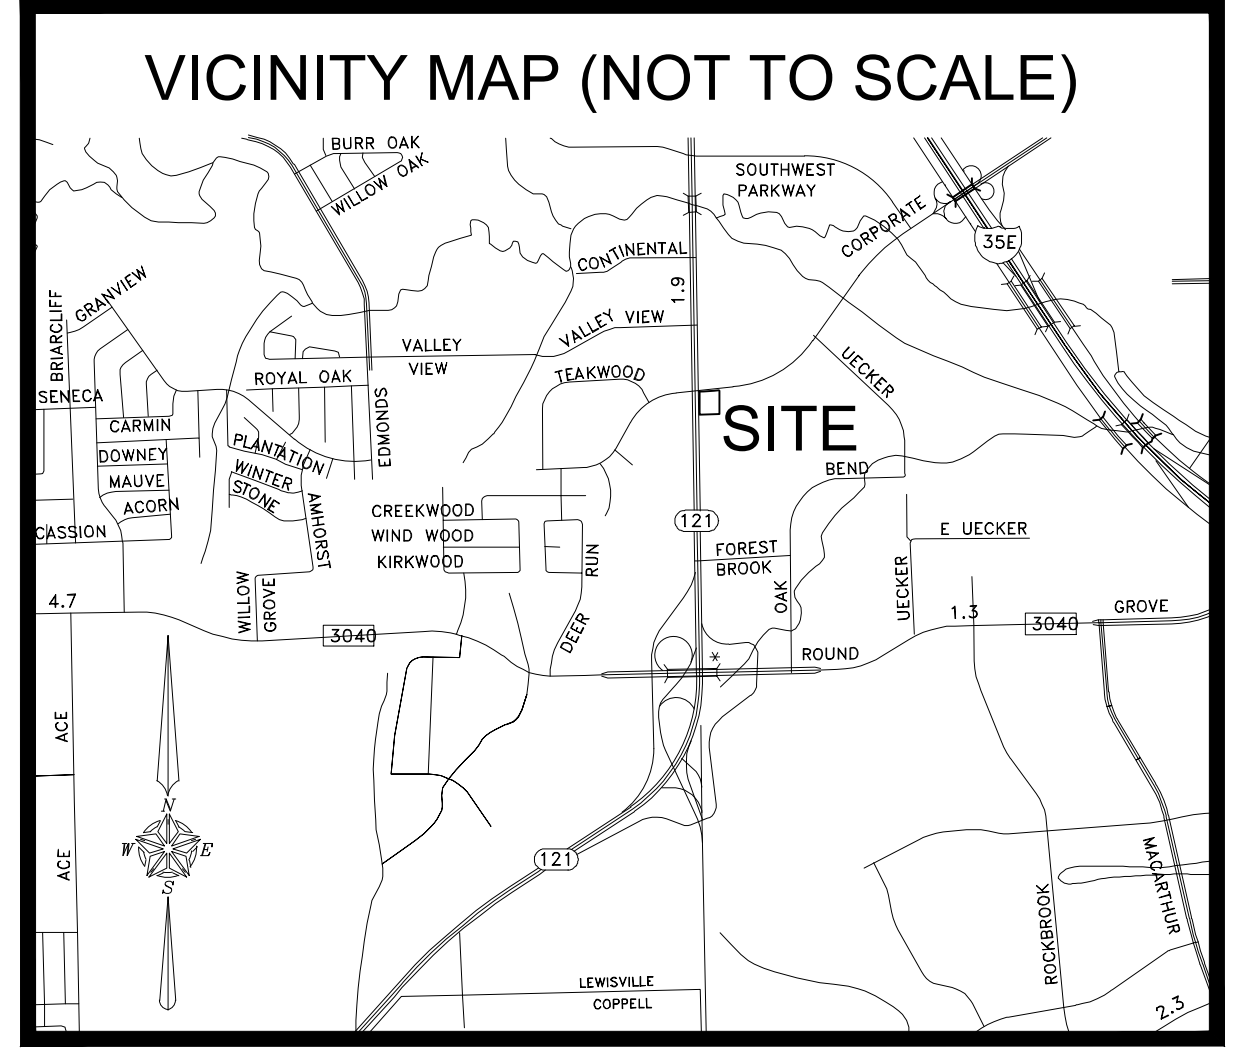 VICINITY MAP (NOT TO SCALE)
BURR OAK
WILLOW OAK
SOUTHWEST
PARKWAY
CORPORATE
35E
CONTINENTAL
1.9
GRANVIEW
BRIARCLIFF
VALLEY VIEW
VALLEY
VIEW
UECKER
ROYAL OAK
TEAKWOOD
SENECA
EDMONDS
SITE
CARMIN
PLANTATION
DOWNEY
WINTER
STONE
BEND
MAUVE
ACORN
AMHORST
CREEKWOOD
WIND WOOD
KIRKWOOD
121
CASSION
E UECKER
FOREST
BROOK
RUN
DEER
OAK
UECKER
WILLOW
GROVE
4.7
3040
1.3
3040
GROVE
*
ROUND
ACE
N
W
E
S
ACE
121
MACARTHUR
ROCKBROOK
LEWISVILLE
COPPELL
2.3